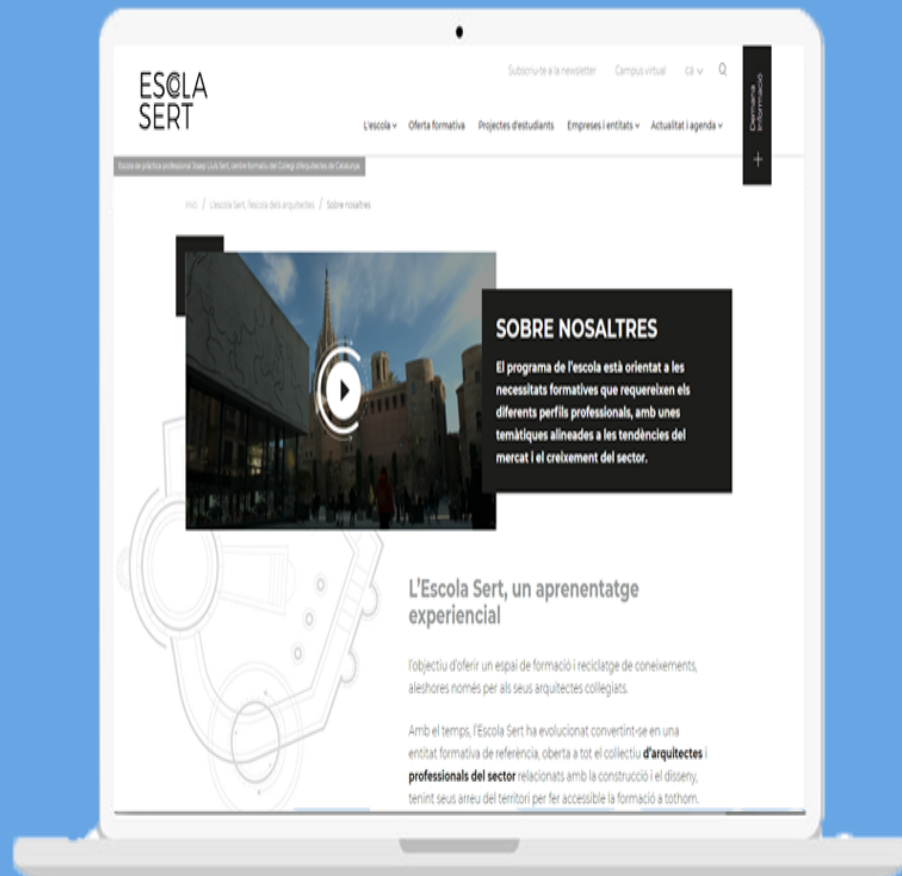 ESCOLA
SERT
Subscriu-te a la newsletter Campus virtual ca
Demana
informació
+
L'escola Oferta formativa Projectes d'estudiants Empreses i entitats Actualitat i agenda
Escola de pràctica professional Josep Lluís Sert, centre formatiu del Col·legi d'Arquitectes de Catalunya
Inici / L'escola Sert, l'escola dels arquitectes / Sobre nosaltres
SOBRE NOSALTRES
El programa de l'escola està orientat a les
necessitats formatives que requereixen els
diferents perfils professionals, amb unes
temàtiques alineades a les tendències del
mercat i el creixement del sector.
L'Escola Sert, un aprenentatge
experiencial
l'objectiu d'oferir un espai de formació i reciclatge de coneixements,
aleshores només per als seus arquitectes col·legiats.
Amb el temps, l'Escola Sert ha evolucionat convertint-se en una
entitat formativa de referència, oberta a tot el col·lectiu d'arquitectes i
professionals del sector relacionats amb la construcció i el disseny,
tenint seus arreu del territori per fer accessible la formació a tothom.